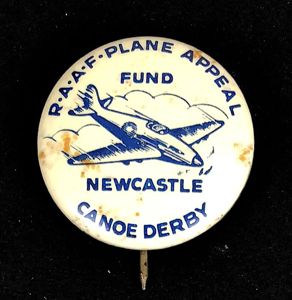 R·A·A·F·PLANE APPEAL
FUND
NEWCASTLE
CANOE DERBY